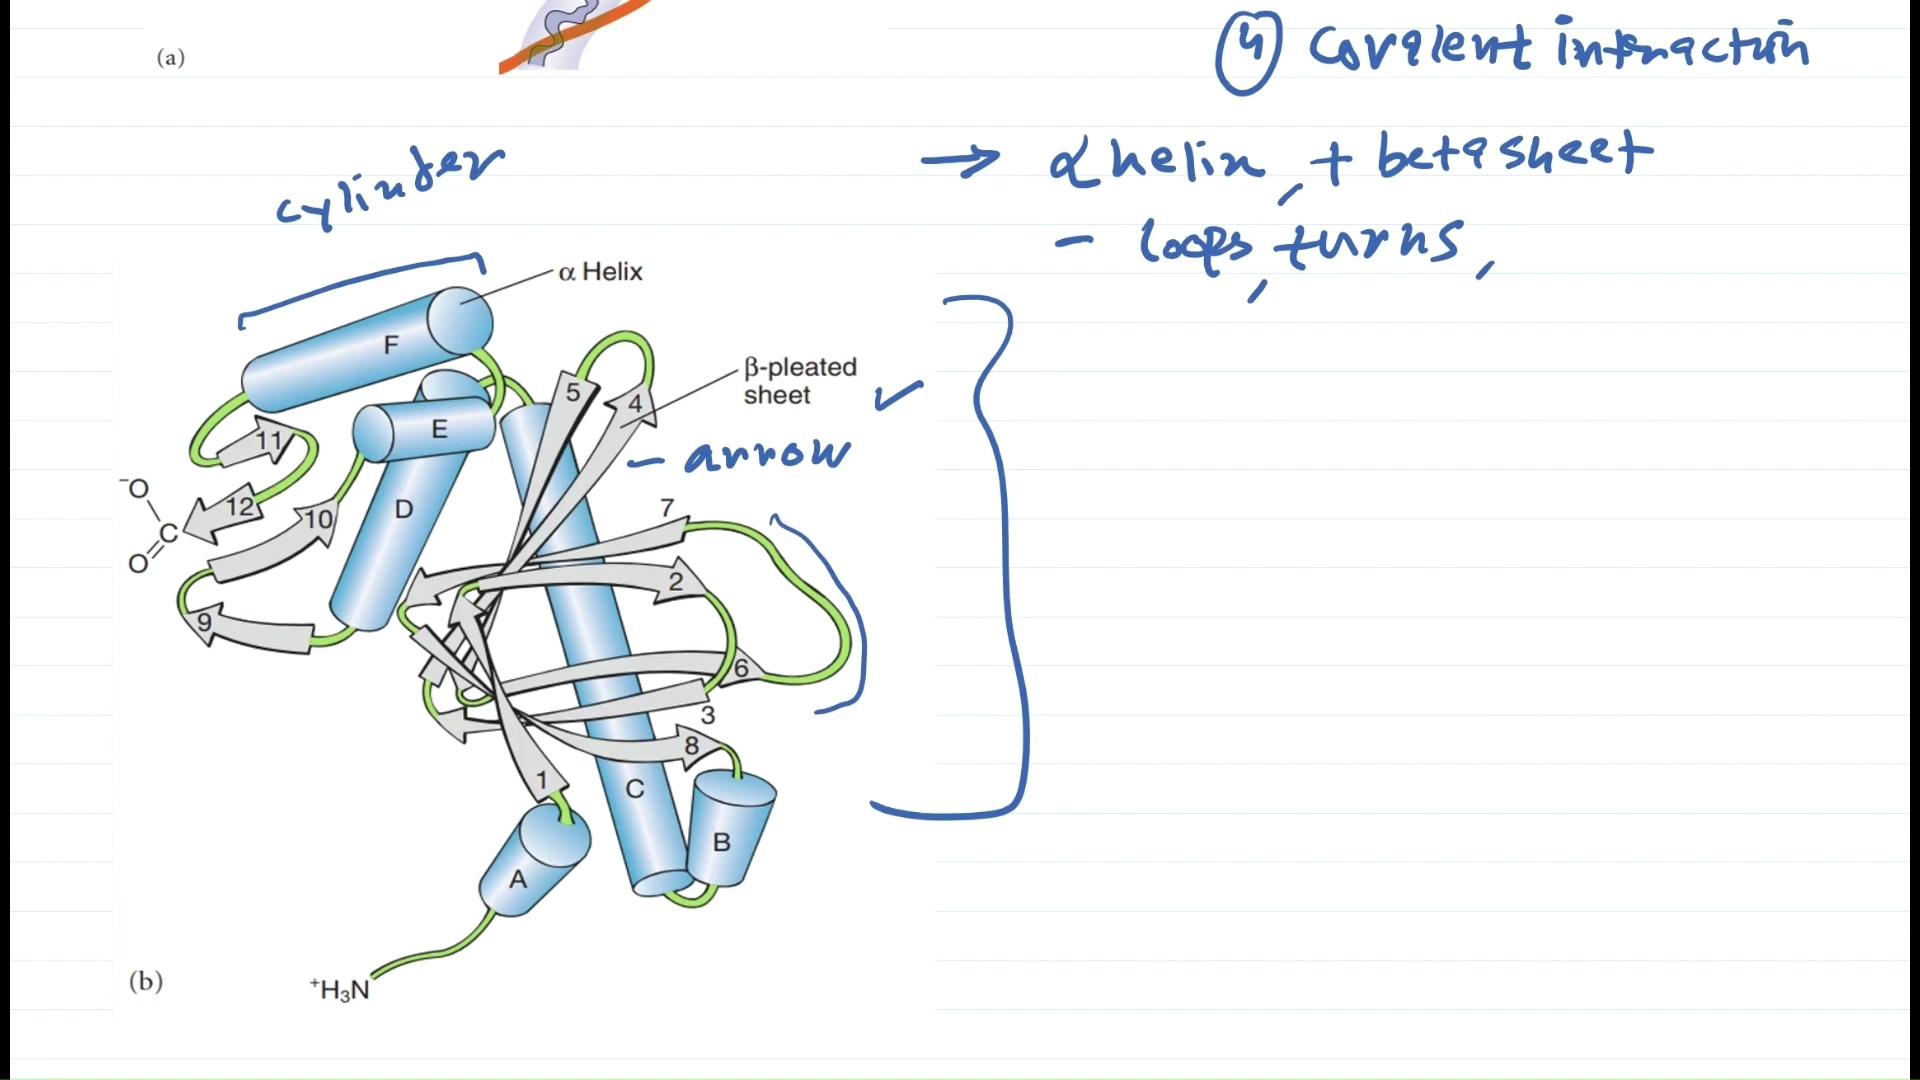 (a)
④ Covalent interaction
cylinder
→ α helix, + beta sheet
- loops, turns,
α Helix
F
β-pleated
sheet
5
4
E
11
- arrow
⁻O
12
10
D
7
C
O
2
9
6
3
8
1
C
B
A
(b)
⁺H₃N